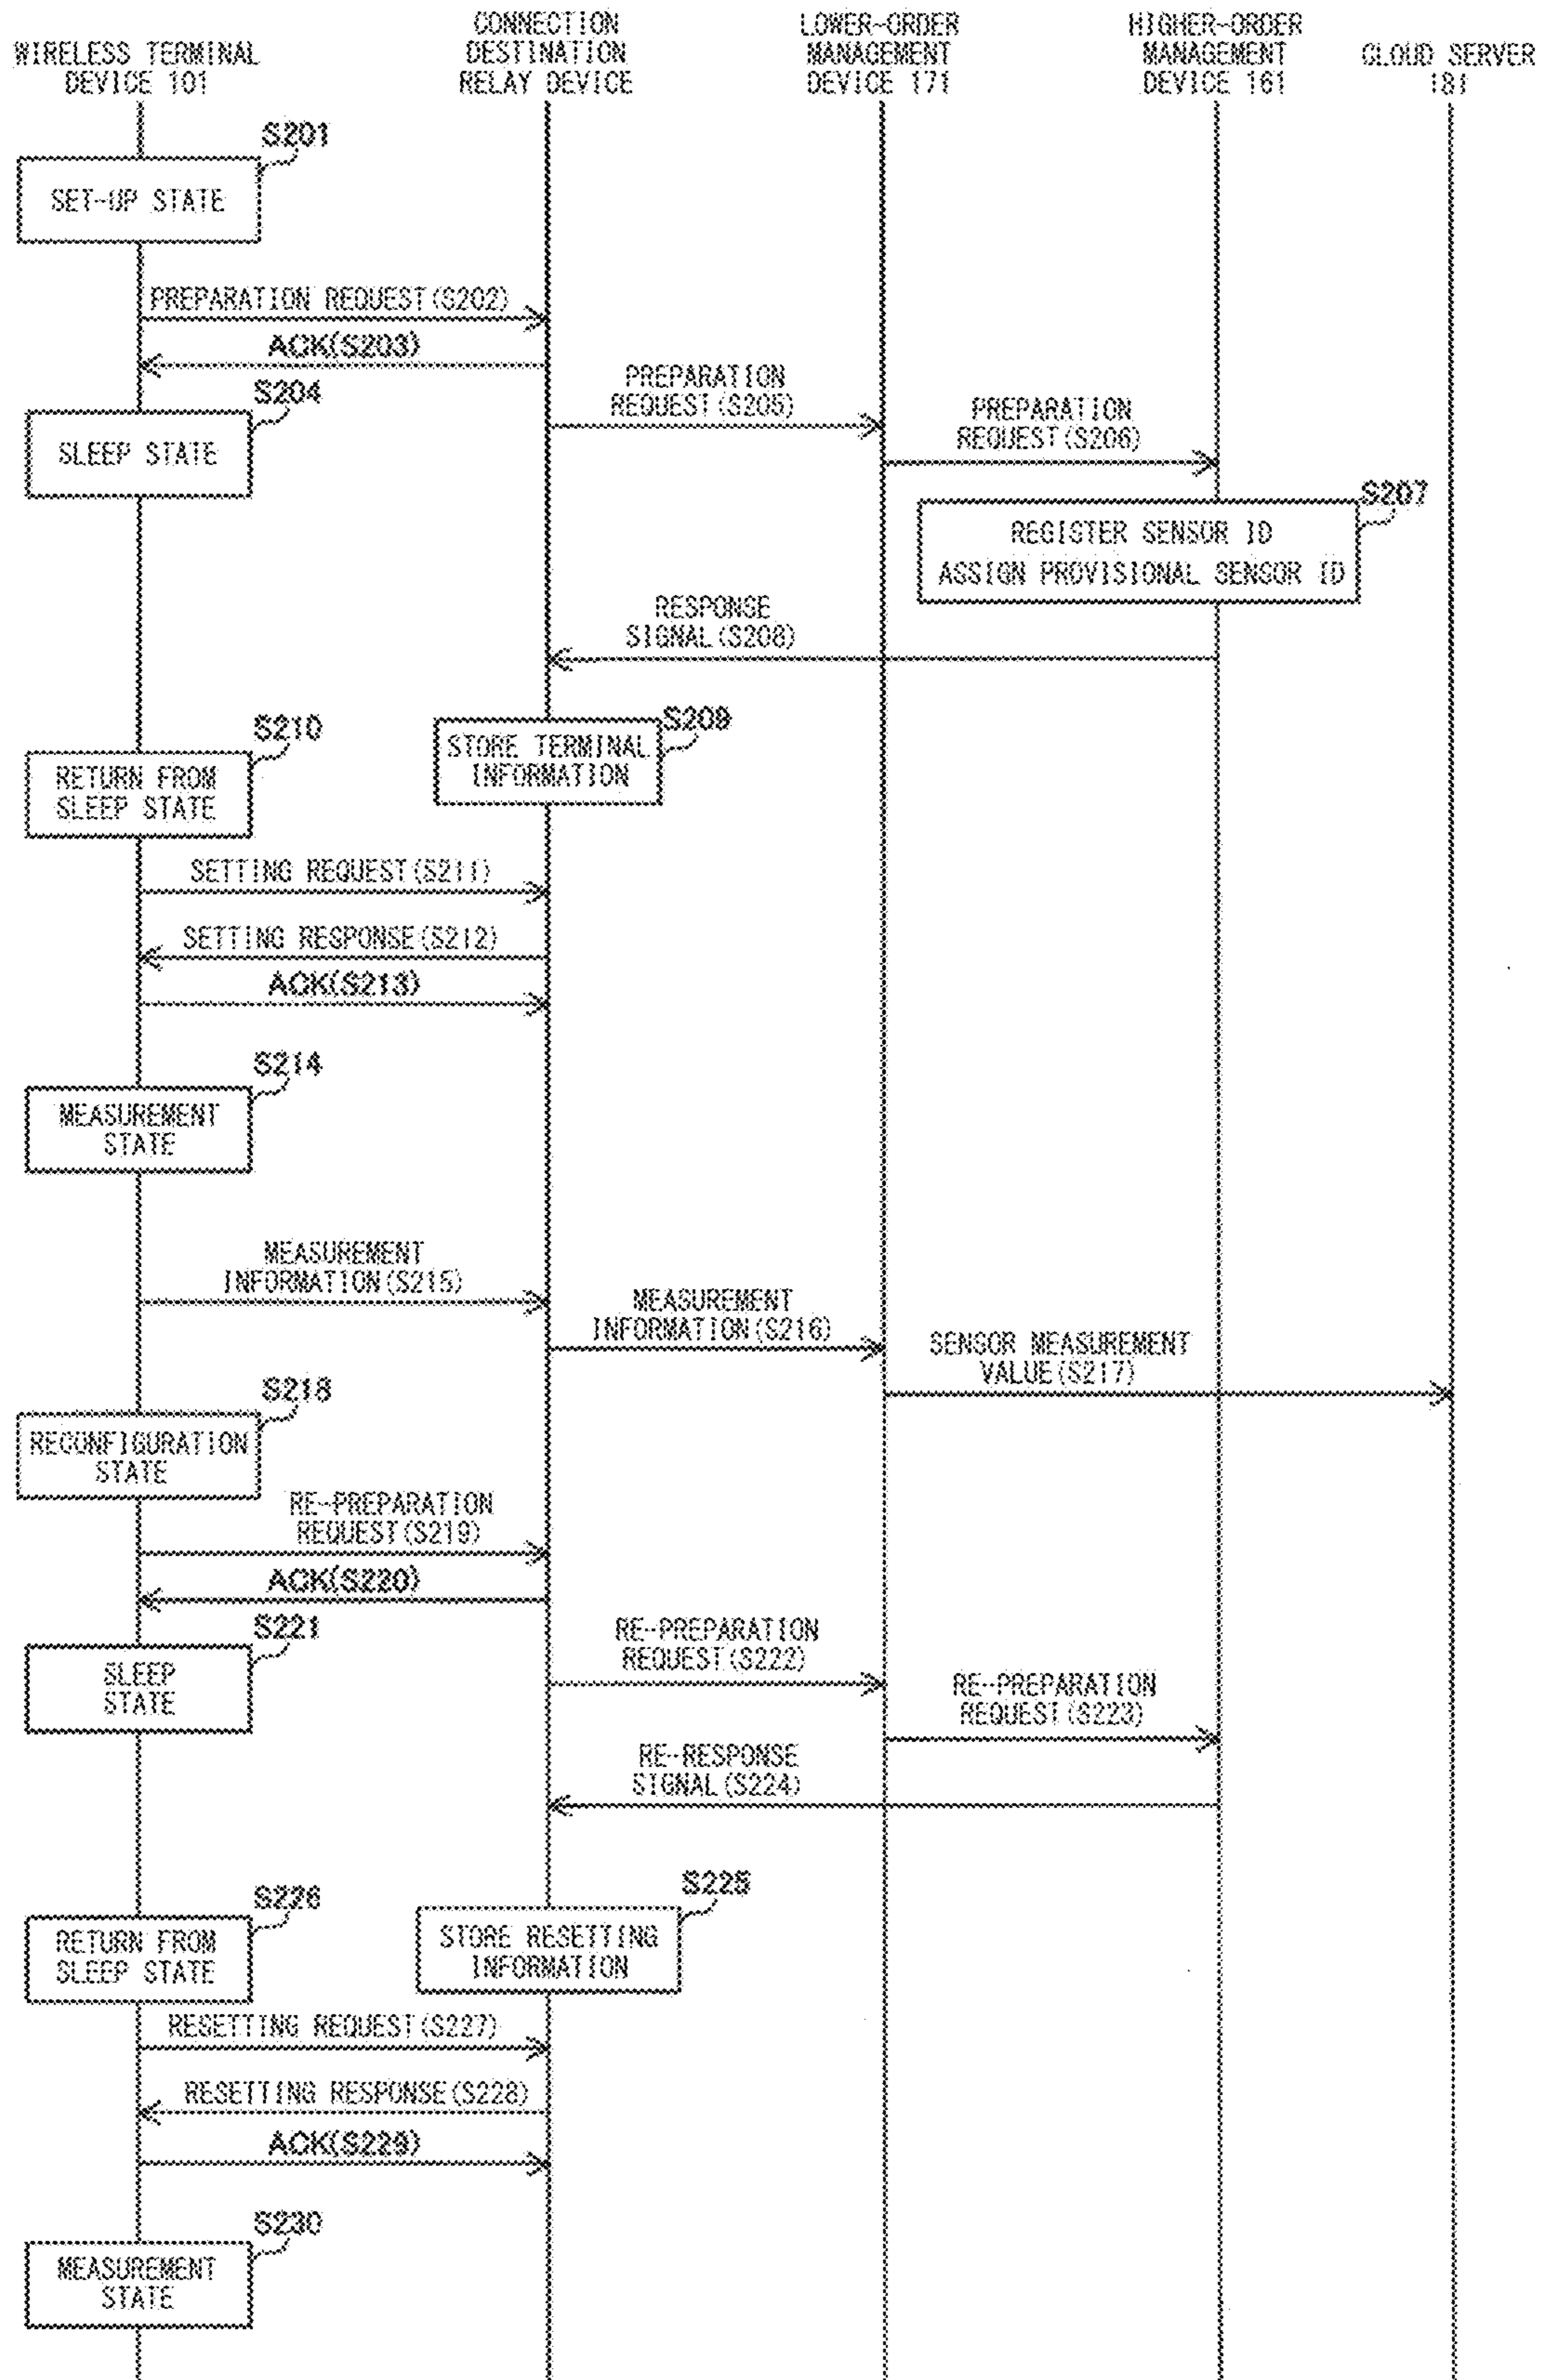 WIRELESS TERMINAL
DEVICE 101
CONNECTION
DESTINATION
RELAY DEVICE
LOWER-ORDER
MANAGEMENT
DEVICE 171
HIGHER-ORDER
MANAGEMENT
DEVICE 161
CLOUD SERVER
181
S201
SET-UP STATE
PREPARATION REQUEST(S202)
ACK(S203)
S204
SLEEP STATE
PREPARATION
REQUEST(S205)
PREPARATION
REQUEST(S206)
S207
REGISTER SENSOR ID
ASSIGN PROVISIONAL SENSOR ID
RESPONSE
SIGNAL(S208)
S209
STORE TERMINAL
INFORMATION
S210
RETURN FROM
SLEEP STATE
SETTING REQUEST(S211)
SETTING RESPONSE(S212)
ACK(S213)
S214
MEASUREMENT
STATE
MEASUREMENT
INFORMATION(S215)
MEASUREMENT
INFORMATION(S216)
SENSOR MEASUREMENT
VALUE(S217)
S218
RECONFIGURATION
STATE
RE-PREPARATION
REQUEST(S219)
ACK(S220)
S221
SLEEP
STATE
RE-PREPARATION
REQUEST(S222)
RE-PREPARATION
REQUEST(S223)
RE-RESPONSE
SIGNAL(S224)
S225
STORE RESETTING
INFORMATION
S226
RETURN FROM
SLEEP STATE
RESETTING REQUEST(S227)
RESETTING RESPONSE(S228)
ACK(S229)
S230
MEASUREMENT
STATE